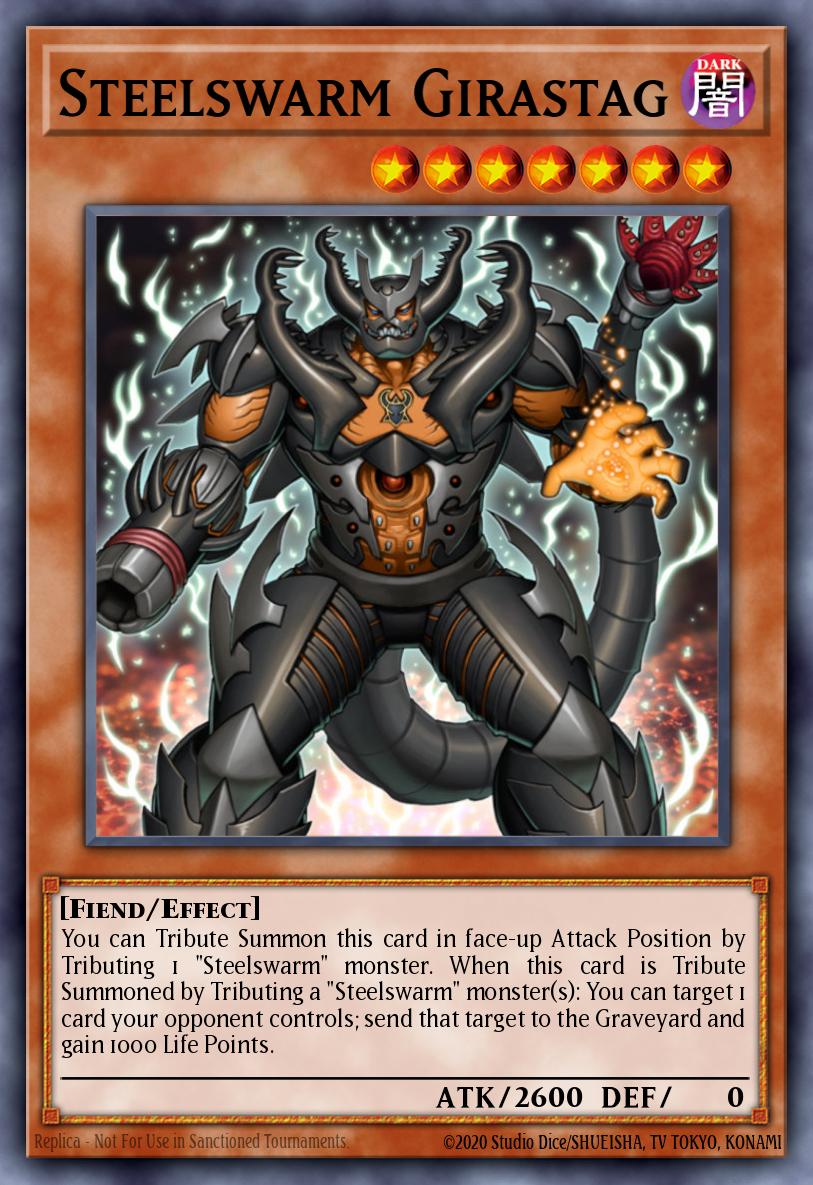 Steelswarm Girastag
DARK
闇
[Fiend/Effect]
You can Tribute Summon this card in face-up Attack Position by
Tributing 1 "Steelswarm" monster. When this card is Tribute
Summoned by Tributing a "Steelswarm" monster(s): You can target 1
card your opponent controls; send that target to the Graveyard and
gain 1000 Life Points.
ATK/2600 DEF/ 0
Replica - Not For Use in Sanctioned Tournaments.
©2020 Studio Dice/SHUEISHA, TV TOKYO, KONAMI